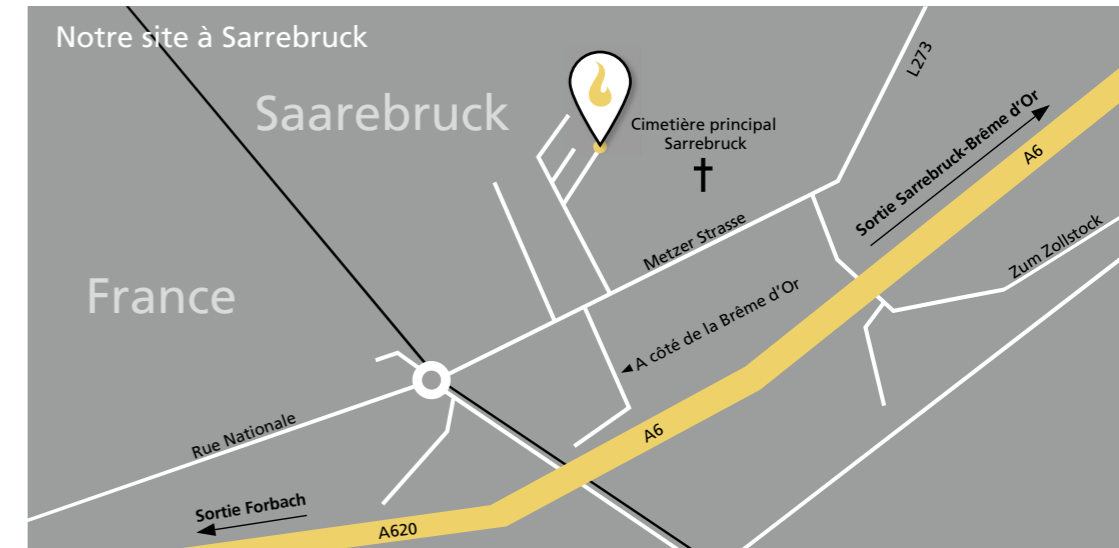 Notre site à Sarrebruck
Saarebruck
Cimetière principal
Sarrebruck
L273
Sortie Sarrebruck-Brême d'Or
A6
Metzer Strasse
Zum Zollstock
France
A côté de la Brême d'Or
Rue Nationale
A6
Sortie Forbach
A620